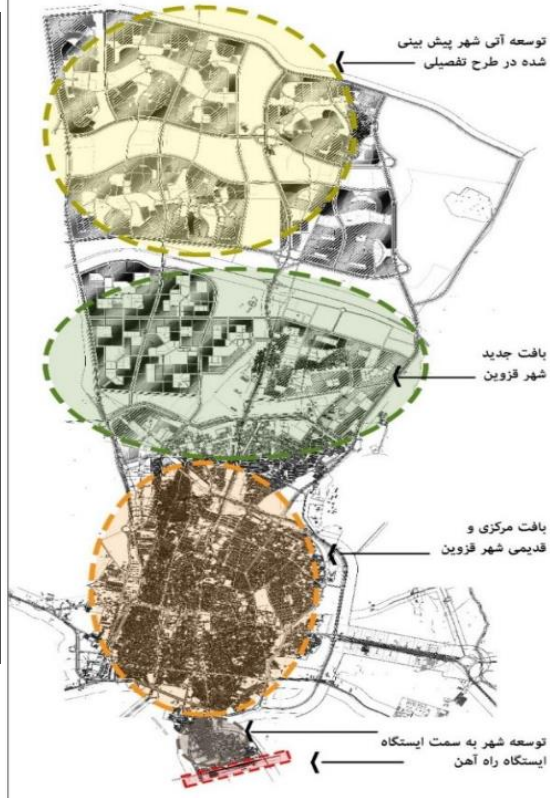 توسعه آتی شهر پیش بینی
شده در طرح تفصیلی
بافت جدید
شهر قزوین
بافت مرکزی و
قدیمی شهر قزوین
توسعه شهر به سمت ایستگاه
ایستگاه راه آهن